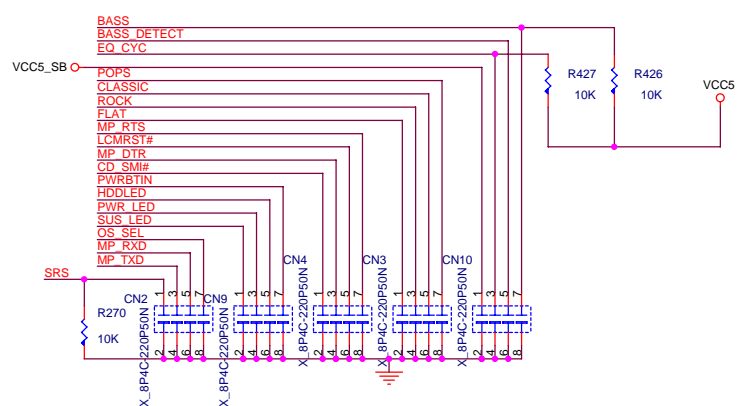 BASS
BASS_DETECT
EQ_CYC
VCC5_SB
POPS
CLASSIC
ROCK
FLAT
MP_RTS
LCMRST#
MP_DTR
CD_SMI#
PWRBTIN
HDDLED
PWR_LED
SUS_LED
OS_SEL
MP_RXD
MP_TXD
SRS
R427
10K
R426
10K
VCC5
R270
10K
CN2
CN9
CN4
CN3
CN10
1 3 5 7
1 3 5 7
1 3 5 7
1 3 5 7
1 3 5 7
2 4 6 8
2 4 6 8
2 4 6 8
2 4 6 8
2 4 6 8
X_8P4C-220P50N
X_8P4C-220P50N
X_8P4C-220P50N
X_8P4C-220P50N
X_8P4C-220P50N